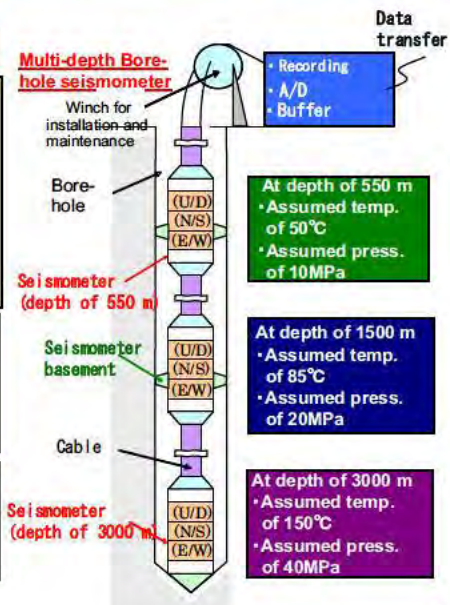 Data
transfer
Multi-depth Bore-
hole seismometer
Winch for
installation and
maintenance
・Recording
・A/D
・Buffer
Bore-
hole
(U/D)
(N/S)
(E/W)
At depth of 550 m
・Assumed temp.
of 50℃
・Assumed press.
of 10MPa
Seismometer
(depth of 550 m)
Seismometer
basement
(U/D)
(N/S)
(E/W)
At depth of 1500 m
・Assumed temp.
of 85℃
・Assumed press.
of 20MPa
Cable
Seismometer
(depth of 3000 m)
(U/D)
(N/S)
(E/W)
At depth of 3000 m
・Assumed temp.
of 150℃
・Assumed press.
of 40MPa